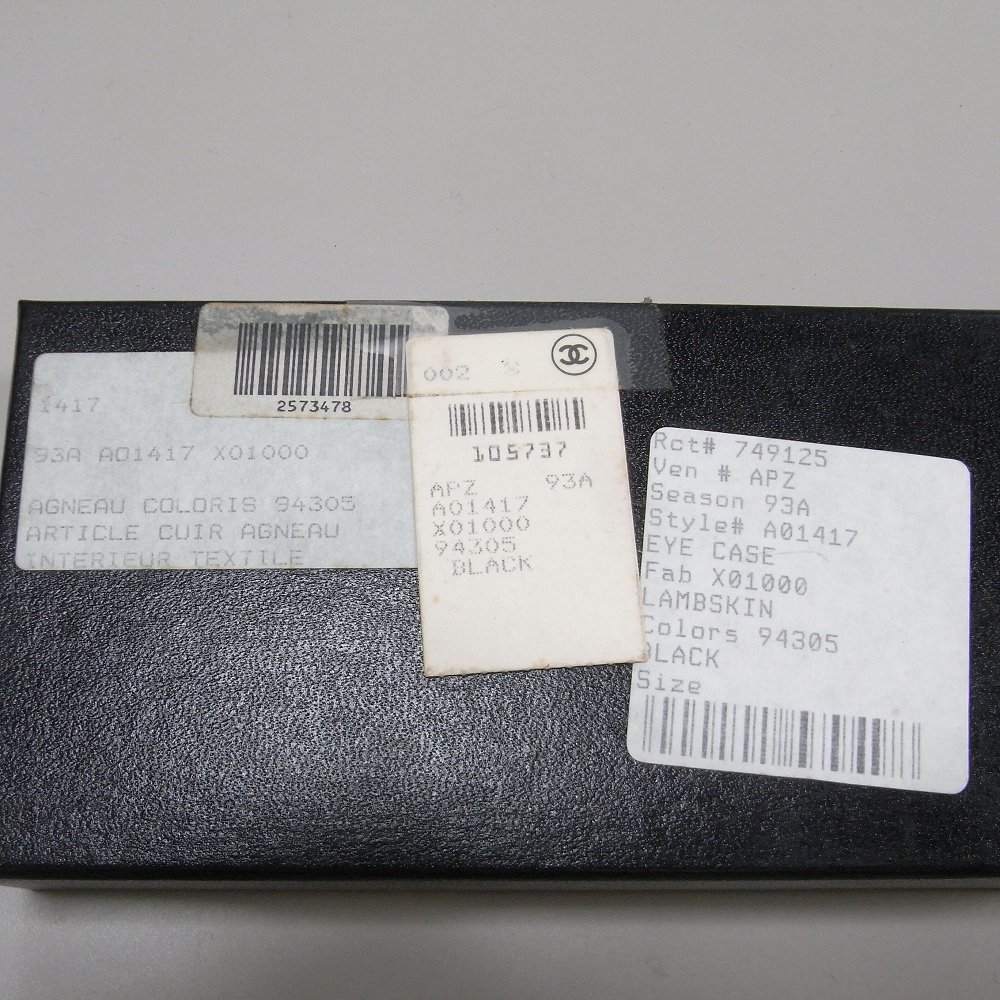 2573478
1417
93A A01417 X01000
AGNEAU COLORIS 94305
ARTICLE CUIR AGNEAU
INTERIEUR TEXTILE
002 S
105737
APZ 93A
A01417
X01000
94305
BLACK
Rct# 749125
Ven # APZ
Season 93A
Style# A01417
EYE CASE
Fab X01000
LAMBSKIN
Colors 94305
BLACK
Size